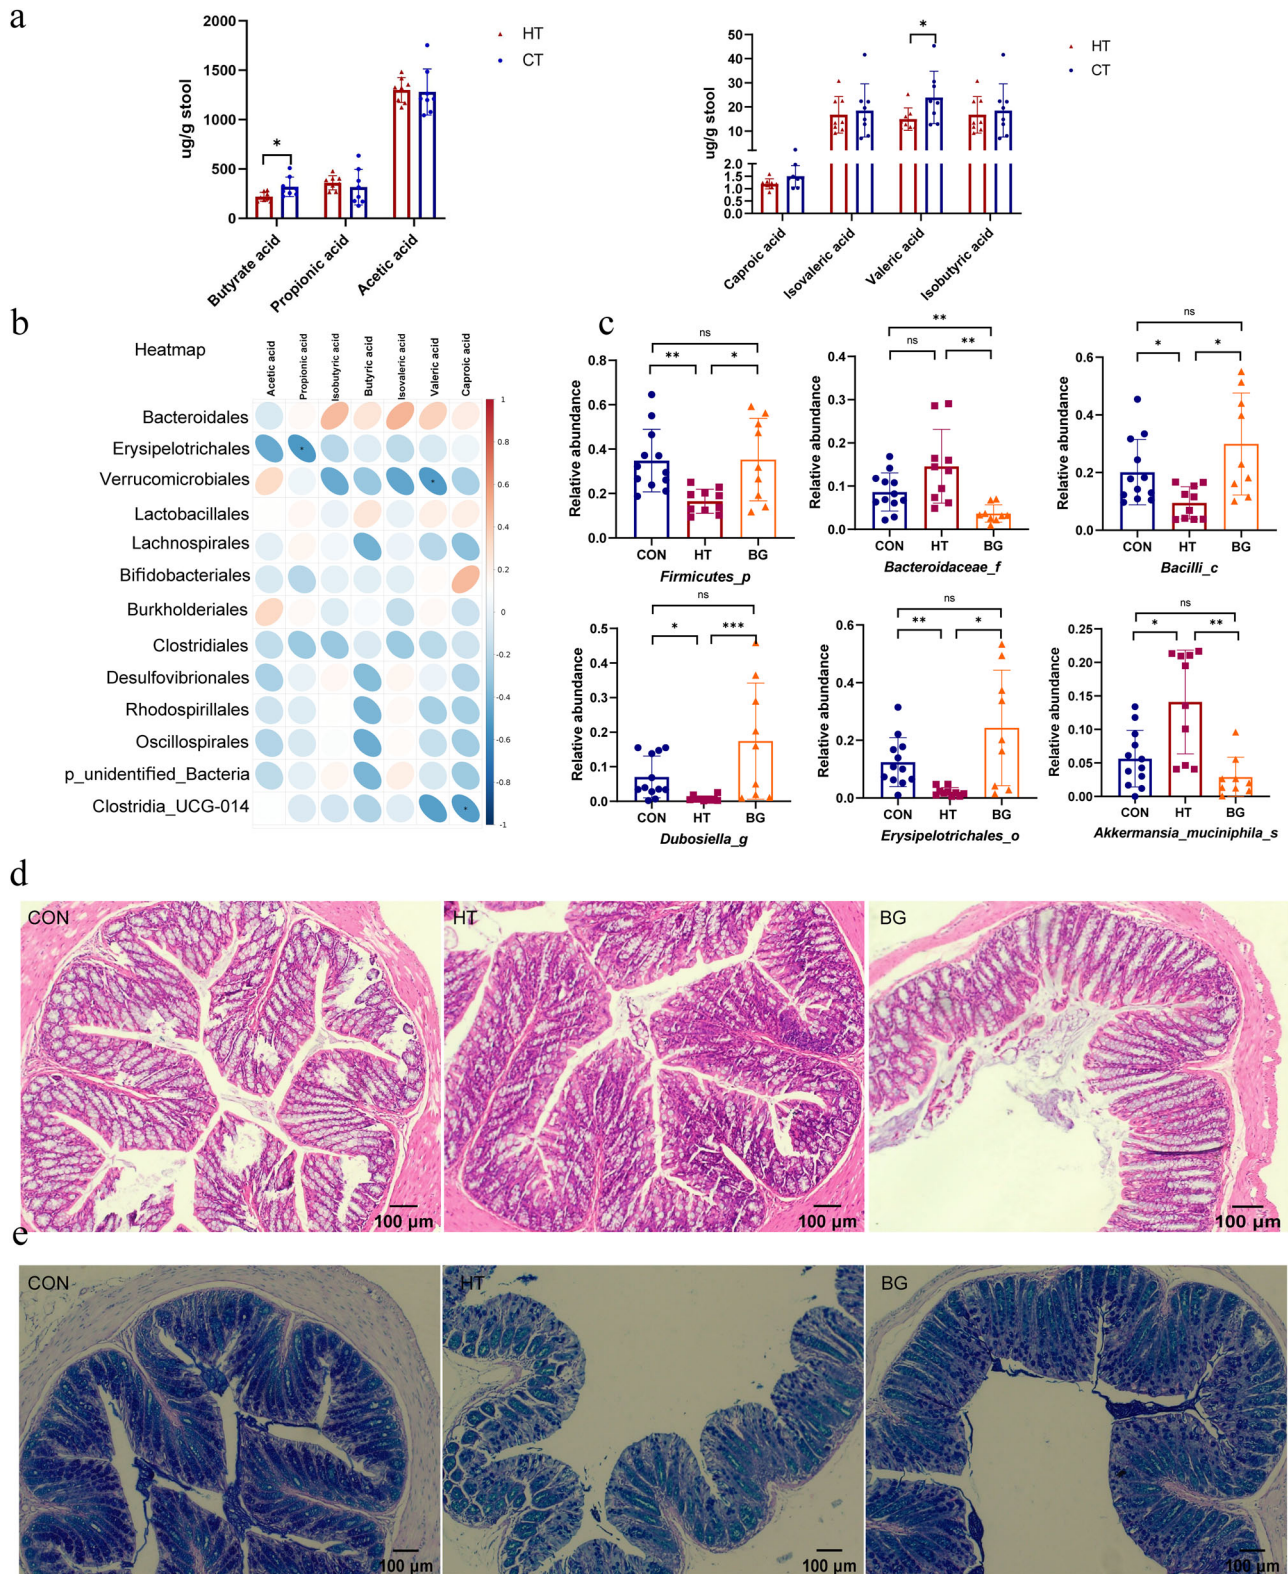 a
2000
1500
1000
500
0
ug/g stool
*
HT
CT
Butyrate acid
Propionic acid
Acetic acid
50
40
30
20
10
2.0
1.5
1.0
0.5
0.0
ug/g stool
*
HT
CT
Caproic acid
Isovaleric acid
Valeric acid
Isobutyric acid
b
Heatmap
Acetic acid
Propionic acid
Isobutyric acid
Butyric acid
Isovaleric acid
Valeric acid
Caproic acid
Bacteroidales
Erysipelotrichales
Verrucomicrobiales
Lactobacillales
Lachnospirales
Bifidobacteriales
Burkholderiales
Clostridiales
Desulfovibrionales
Rhodospirillales
Oscillospirales
p_unidentified_Bacteria
Clostridia_UCG-014
1
0.8
0.6
0.4
0.2
0
-0.2
-0.4
-0.6
-0.8
-1
c
ns
** *
0.8
0.6
0.4
0.2
0.0
Relative abundance
CON HT BG
Firmicutes_p
**
ns **
0.4
0.3
0.2
0.1
0.0
Relative abundance
CON HT BG
Bacteroidaceae_f
ns
* *
0.6
0.4
0.2
0.0
Relative abundance
CON HT BG
Bacilli_c
ns
* ***
0.5
0.4
0.3
0.2
0.1
0.0
Relative abundance
CON HT BG
Dubosiella_g
ns
** *
0.6
0.4
0.2
0.0
Relative abundance
CON HT BG
Erysipelotrichales_o
ns
* **
0.25
0.20
0.15
0.10
0.05
0.00
Relative abundance
CON HT BG
Akkermansia_muciniphila_s
d
CON
100 μm
HT
100 μm
BG
100 μm
e
CON
100 μm
HT
100 μm
BG
100 μm